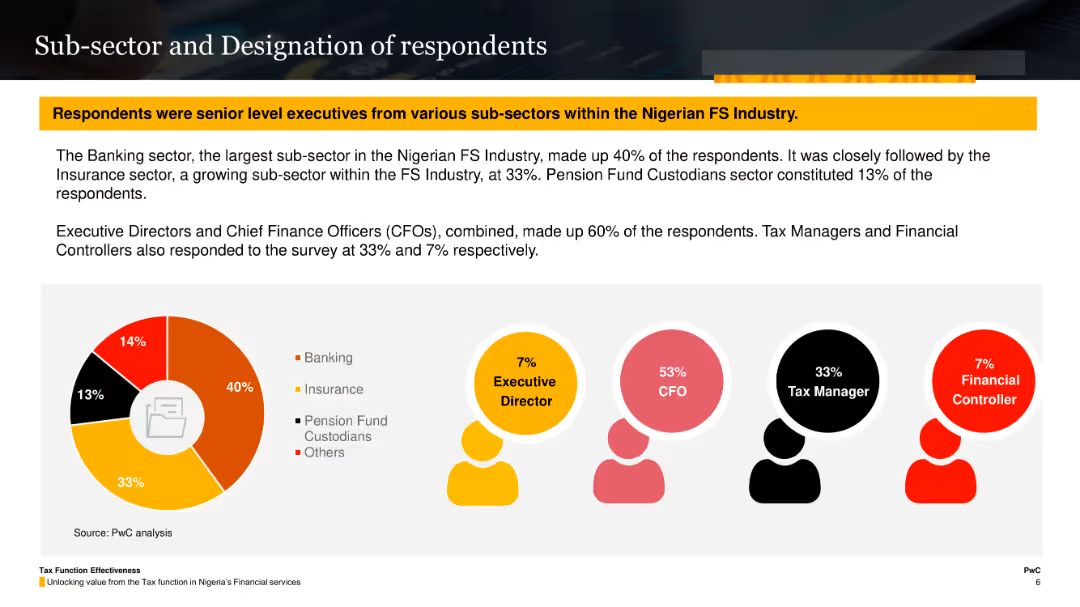 Sub-sector and Designation of respondents
Respondents were senior level executives from various sub-sectors within the Nigerian FS Industry.
The Banking sector, the largest sub-sector in the Nigerian FS Industry, made up 40% of the respondents. It was closely followed by the
Insurance sector, a growing sub-sector within the FS Industry, at 33%. Pension Fund Custodians sector constituted 13% of the
respondents.
Executive Directors and Chief Finance Officers (CFOs), combined, made up 60% of the respondents. Tax Managers and Financial
Controllers also responded to the survey at 33% and 7% respectively.
14%
13%
40%
33%
Banking
Insurance
Pension Fund
Custodians
Others
7%
Executive
Director
53%
CFO
33%
Tax Manager
7%
Financial
Controller
Source: PwC analysis
Tax Function Effectiveness
Unlocking value from the Tax function in Nigeria's Financial services
PwC
6